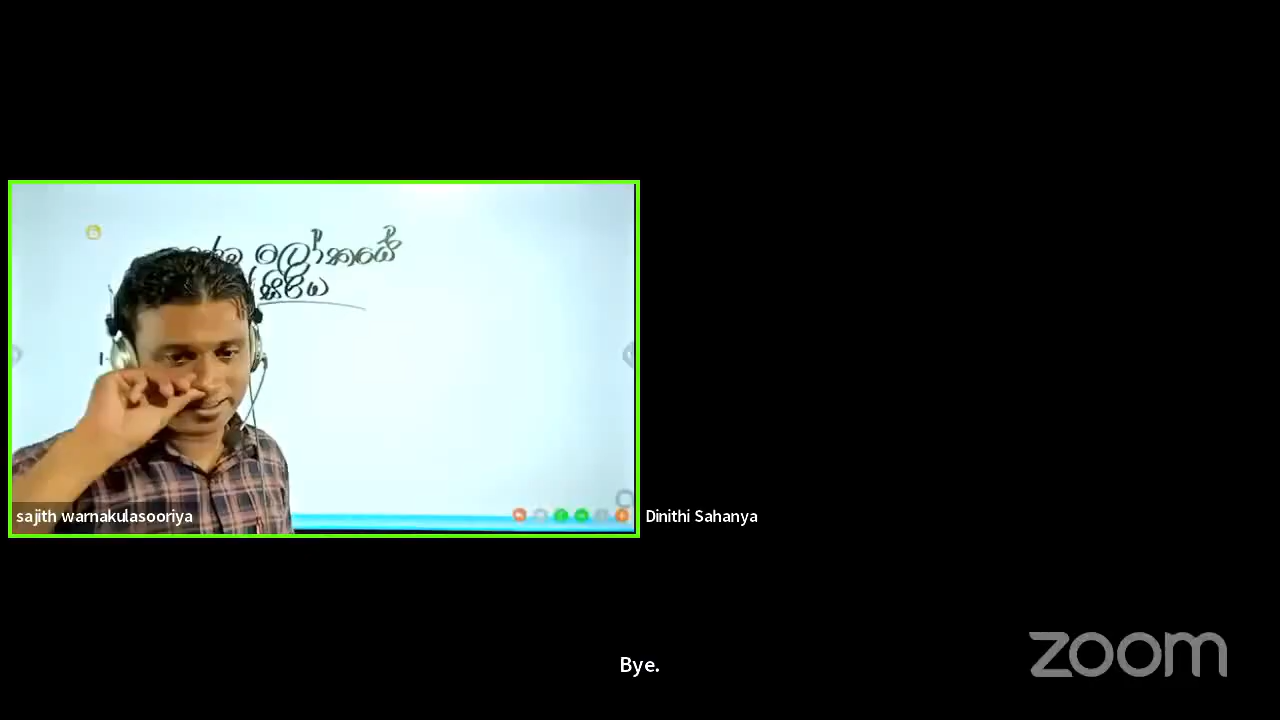 ලෝකයේ
sajith warnakulasooriya
Dinithi Sahanya
Bye.
zoom